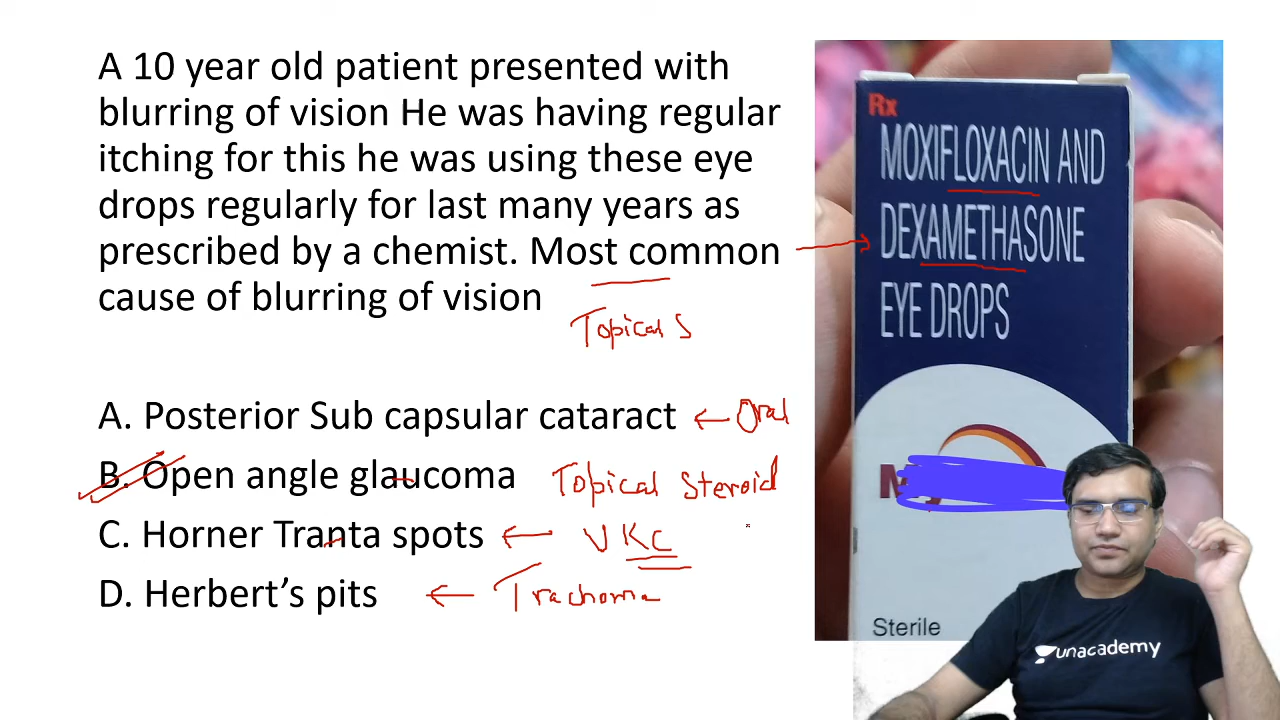 A 10 year old patient presented with
blurring of vision He was having regular
itching for this he was using these eye
drops regularly for last many years as
prescribed by a chemist. Most common
cause of blurring of vision
Topical S
A. Posterior Sub capsular cataract ← Oral
B. Open angle glaucoma Topical Steroid
C. Horner Tranta spots ← VKC
D. Herbert’s pits ← Trachoma
Rx
MOXIFLOXACIN AND
DEXAMETHASONE
EYE DROPS
Sterile
unacademy